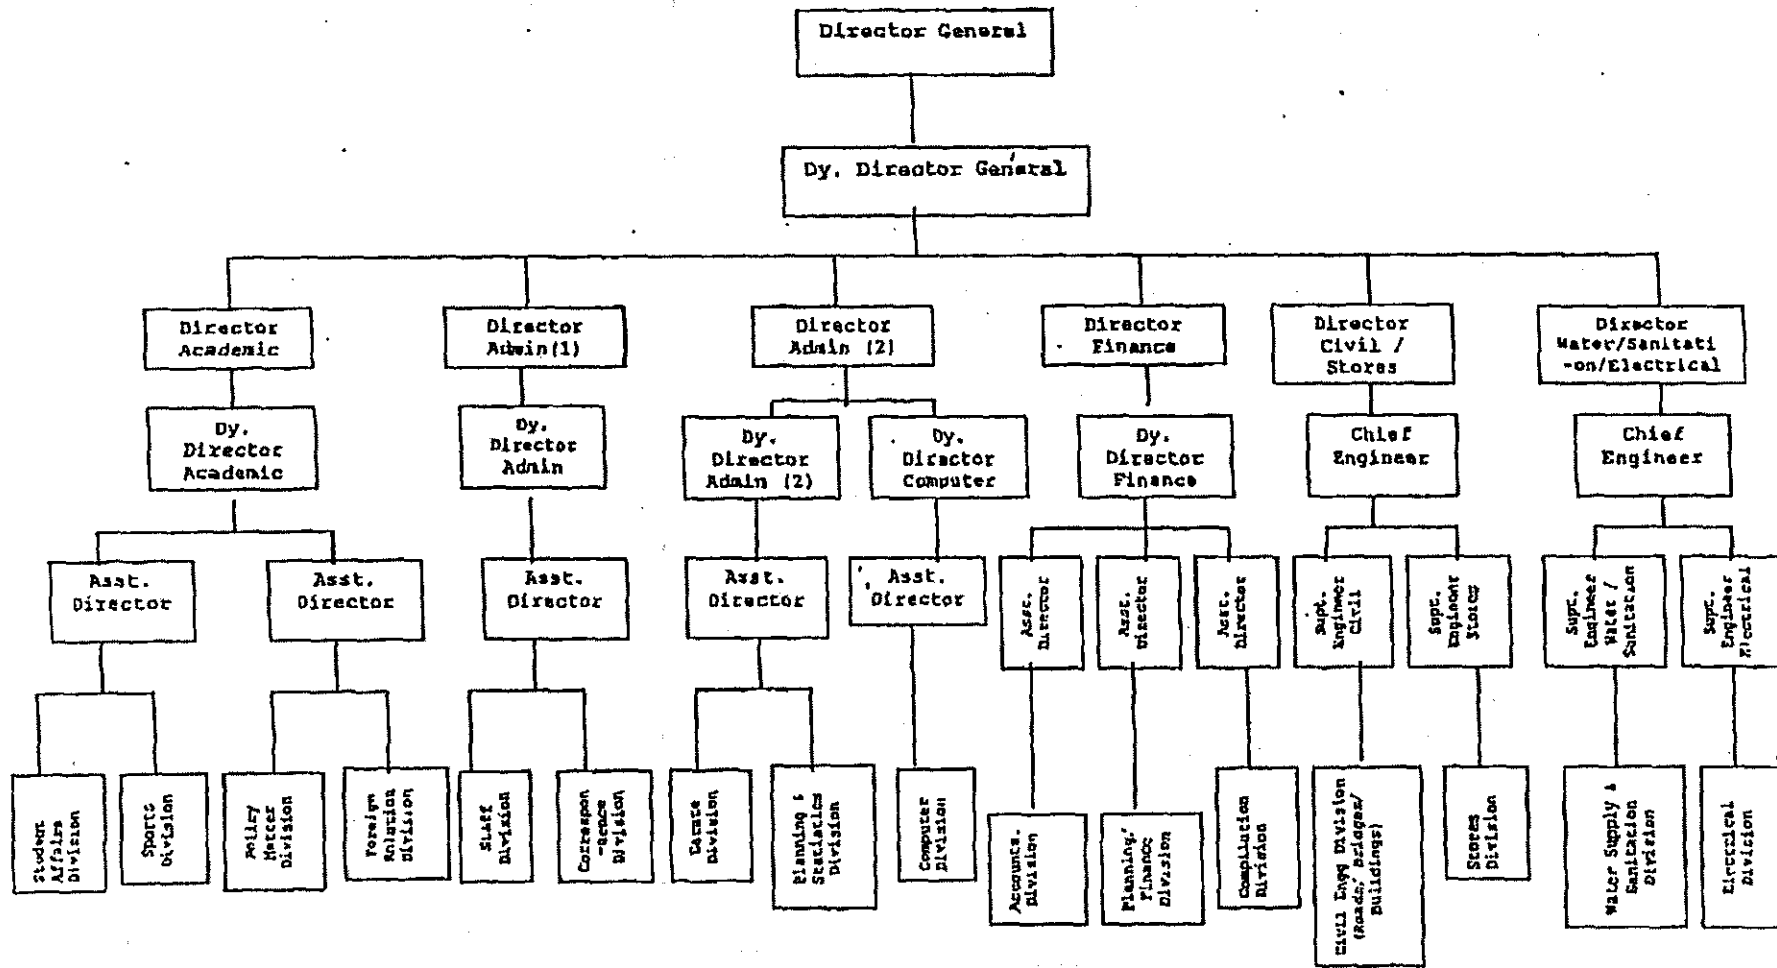 Director General
Dy. Director General
Director
Academic
Director
Admin(1)
Director
Admin (2)
Director
Finance
Director
Civil /
Stores
Director
Water/Sanitati
-on/Electrical
Dy.
Director
Academic
Dy.
Director
Admin
Dy.
Director
Admin (2)
Dy.
Director
Computer
Dy.
Director
Finance
Chief
Engineer
Chief
Engineer
Asst.
Director
Asst.
Director
Asst.
Director
Asst.
Director
Asst.
Director
Asst.
Director
Asst.
Director
Asst.
Director
Supt.
Engineer
Civil
Supt.
Engineer
Stores
Supt.
Engineer
Water /
Sanitation
Supt.
Engineer
Electrical
Student
Affairs
Division
Sports
Division
Policy
Matter
Division
Foreign
Division
Staff
Division
Correspon
-dence
Division
Estate
Division
Planning &
Statiatics
Division
Computer
Division
Accounts.
Division
Planning,
Finance
Division
Compilution
Division
Civil Engg Division
(Roads, Bridges/
Buildings)
Stores
Division
Water Supply &
Sanitation
Division
Electrical
Division